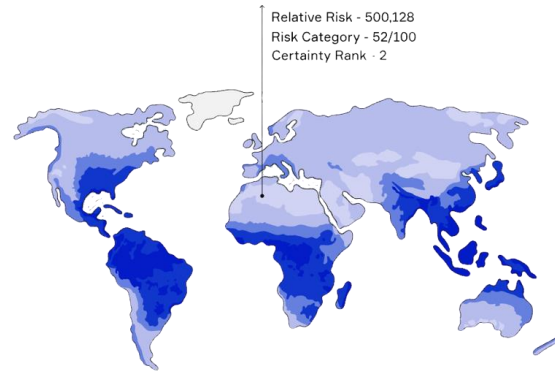 Relative Risk - 500,128
Risk Category - 52/100
Certainty Rank - 2